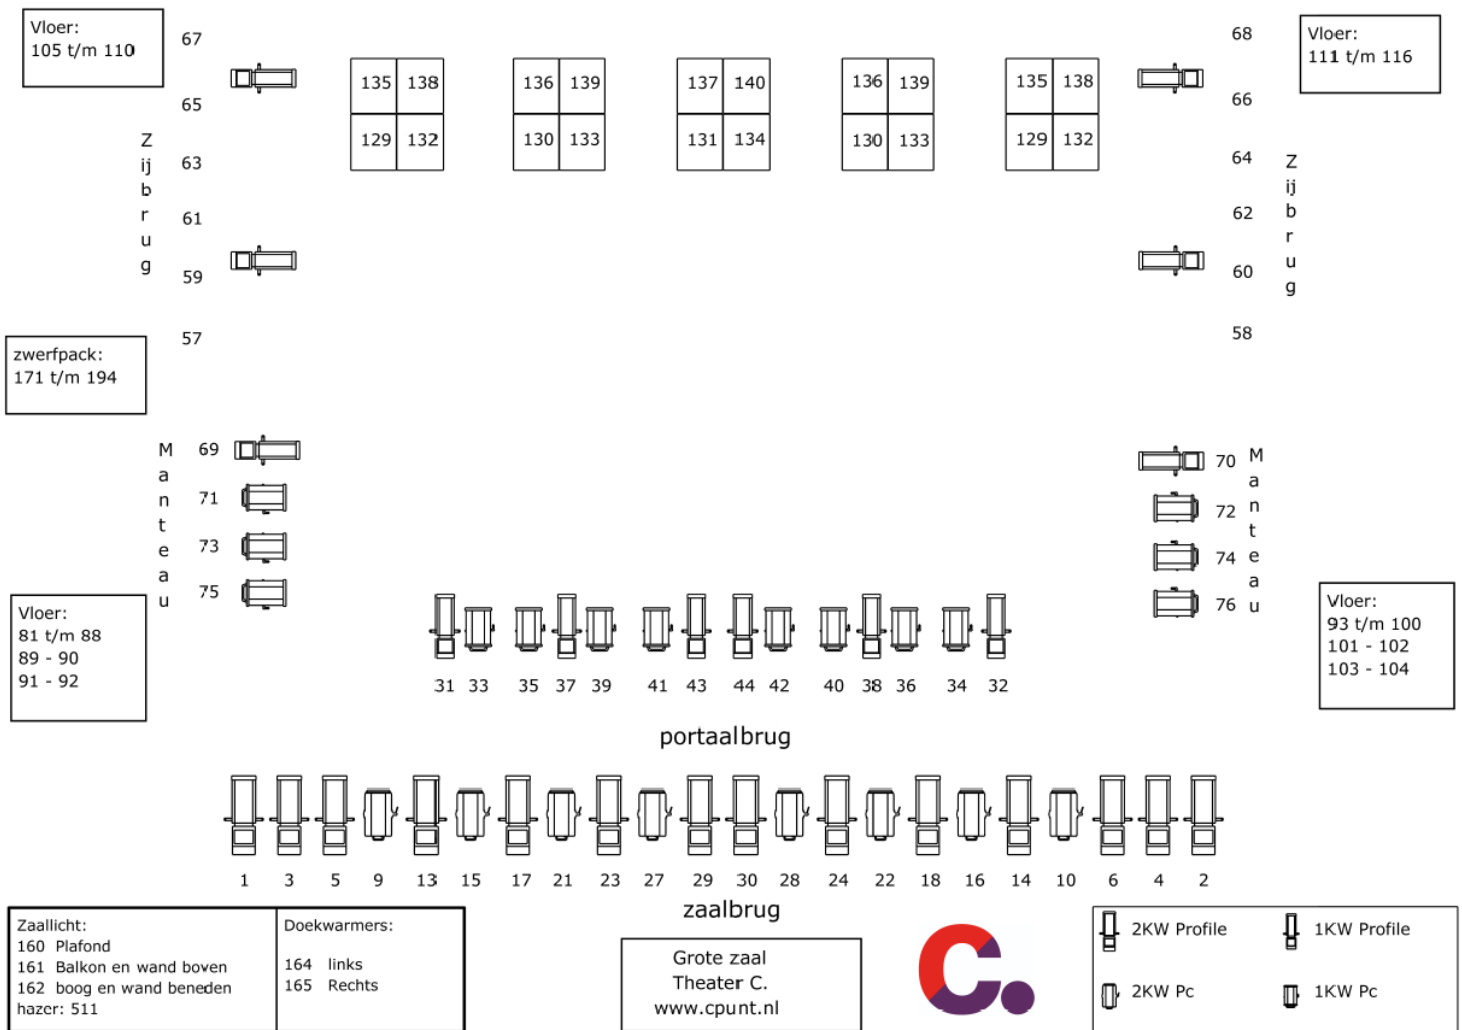 Vloer:
105 t/m 110
67
65
63
61
59
57
Zijbrug
135 138
129 132
136 139
130 133
137 140
131 134
136 139
130 133
135 138
129 132
68
66
64
62
60
58
Zijbrug
Vloer:
111 t/m 116
zwerfpack:
171 t/m 194
Manteau
69
71
73
75
70
72
74
76
Manteau
Vloer:
81 t/m 88
89 - 90
91 - 92
Vloer:
93 t/m 100
101 - 102
103 - 104
31 33 35 37 39 41 43 44 42 40 38 36 34 32
portaalbrug
1 3 5 9 13 15 17 21 23 27 29 30 28 24 22 18 16 14 10 6 4 2
zaalbrug
Zaallicht:
160 Plafond
161 Balkon en wand boven
162 boog en wand beneden
hazer: 511
Doekwarmers:
164 links
165 Rechts
Grote zaal
Theater C.
www.cpunt.nl
C.
2KW Profile
1KW Profile
2KW Pc
1KW Pc